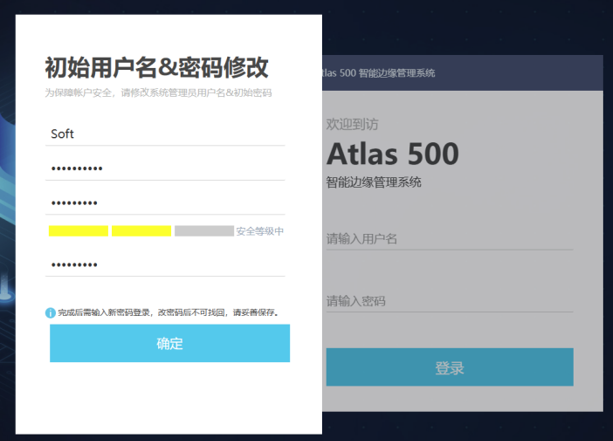 初始用户名&密码修改
为保障帐户安全，请修改系统管理员用户名&初始密码
Soft
••••••••••
•••••••••
安全等级中
•••••••••
完成后需输入新密码登录，改密码后不可找回，请妥善保存。
确定
tlas 500 智能边缘管理系统
欢迎到访
Atlas 500
智能边缘管理系统
请输入用户名
请输入密码
登录